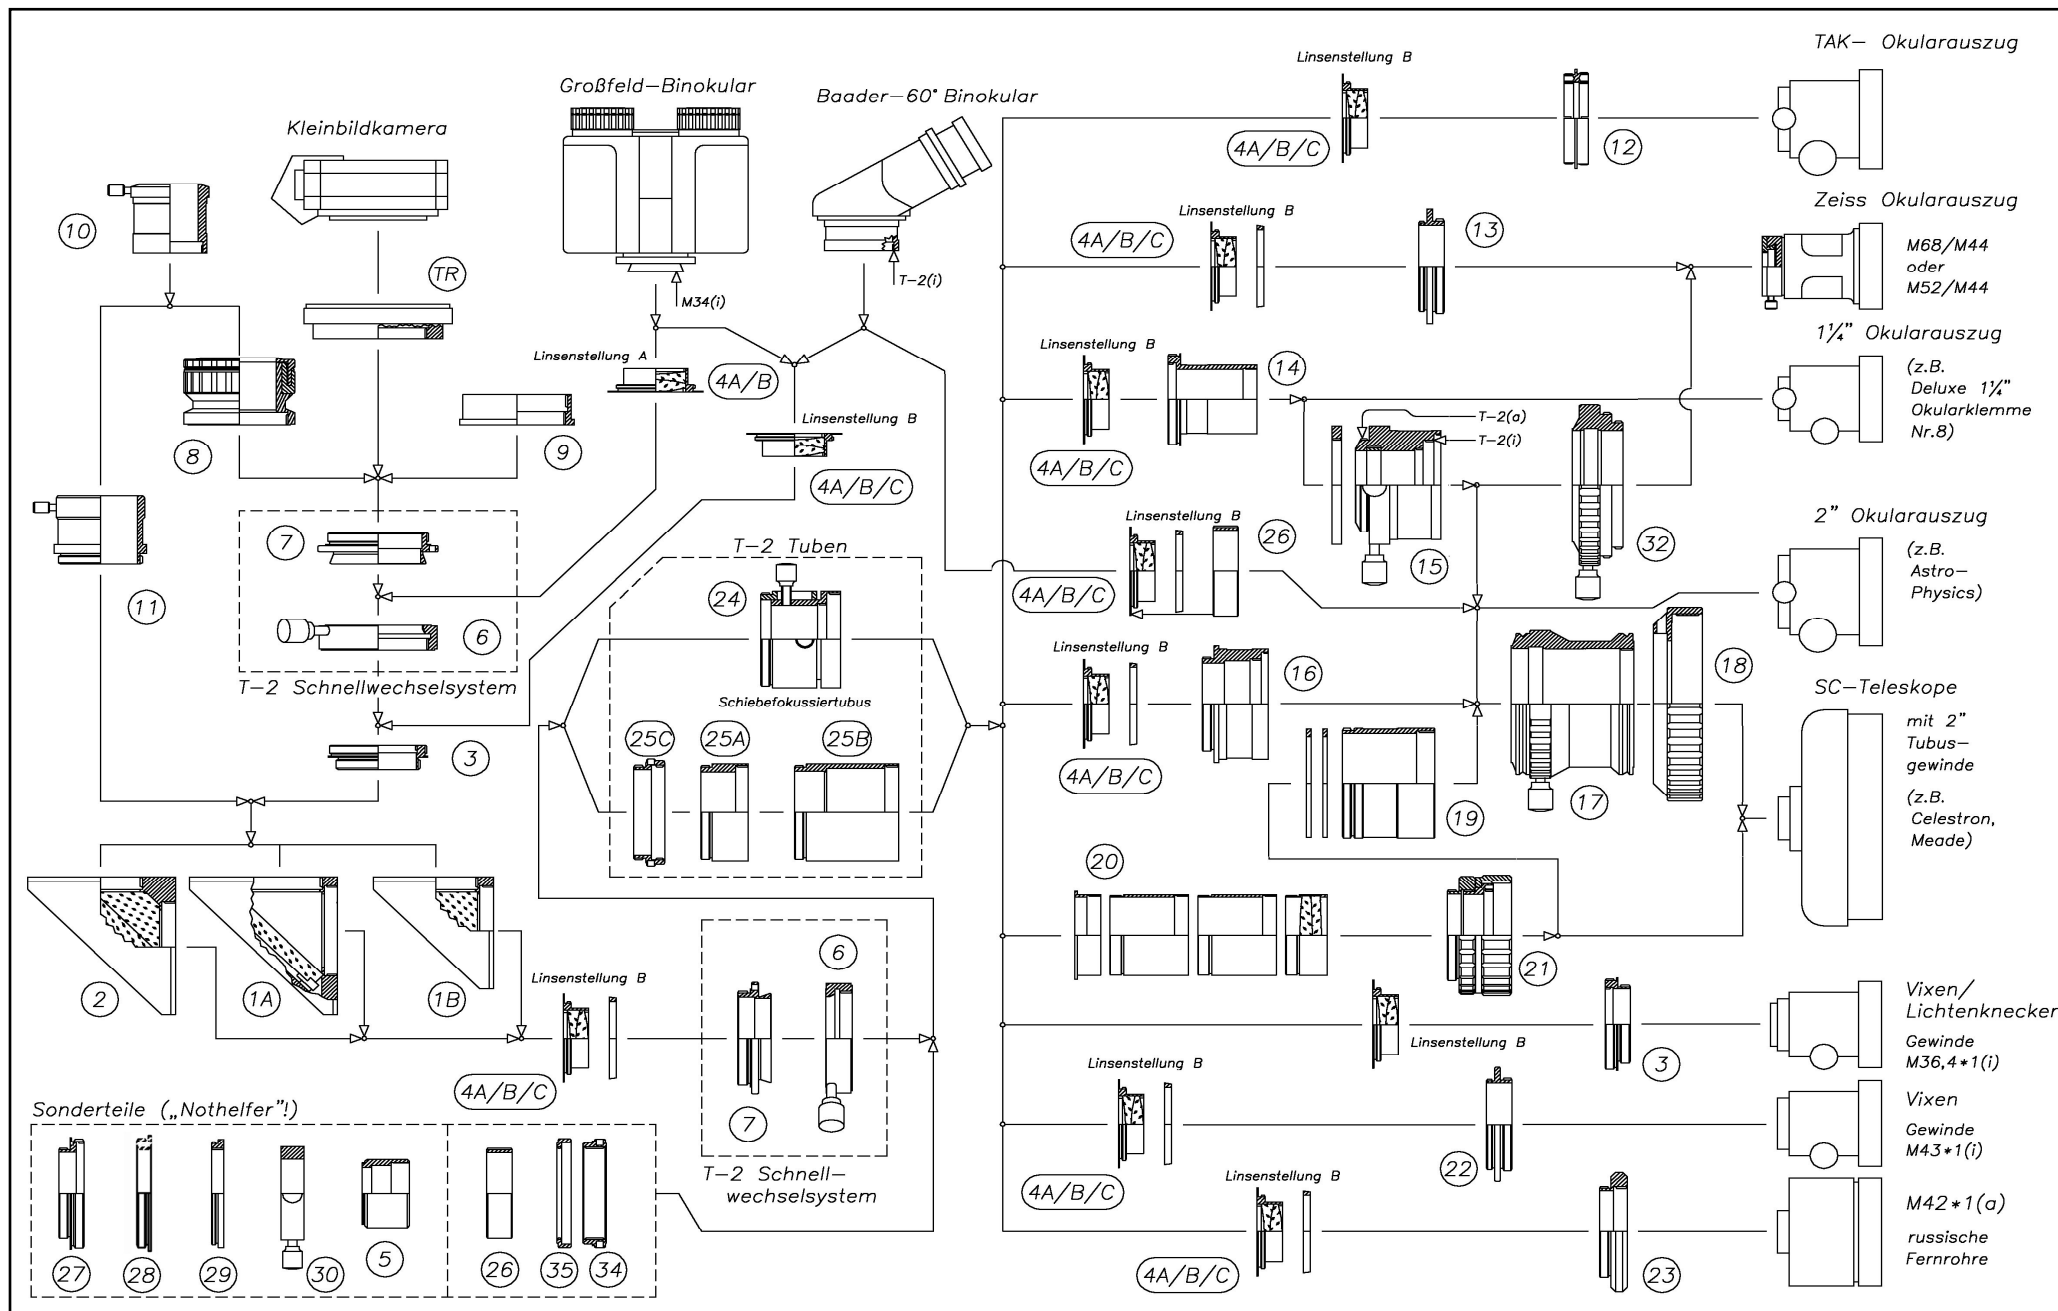 TAK– Okularauszug
Linsenstellung B
Großfeld–Binokular
Baader–60° Binokular
Kleinbildkamera
4A/B/C
12
10
TR
M34(i)
T–2(i)
Linsenstellung B
4A/B/C
13
Zeiss Okularauszug
M68/M44
oder
M52/M44
Linsenstellung A
4A/B
Linsenstellung B
4A/B/C
8
9
Linsenstellung B
4A/B/C
14
T–2(a)
T–2(i)
15
32
1¼" Okularauszug
(z.B.
Deluxe 1¼"
Okularklemme
Nr.8)
7
11
6
T–2 Schnellwechselsystem
3
T–2 Tuben
24
Schiebefokussiertubus
25C
25A
25B
Linsenstellung B
26
4A/B/C
2" Okularauszug
(z.B.
Astro–
Physics)
Linsenstellung B
16
4A/B/C
17
18
19
SC–Teleskope
mit 2"
Tubus–
gewinde
(z.B.
Celestron,
Meade)
20
21
2
1A
1B
Linsenstellung B
4A/B/C
6
7
T–2 Schnell–
wechselsystem
Linsenstellung B
3
Vixen/
Lichtenknecker
Gewinde
M36,4*1(i)
Linsenstellung B
4A/B/C
22
Vixen
Gewinde
M43*1(i)
Linsenstellung B
4A/B/C
23
M42*1(a)
russische
Fernrohre
Sonderteile („Nothelfer"!)
27
28
29
30
5
26
35
34